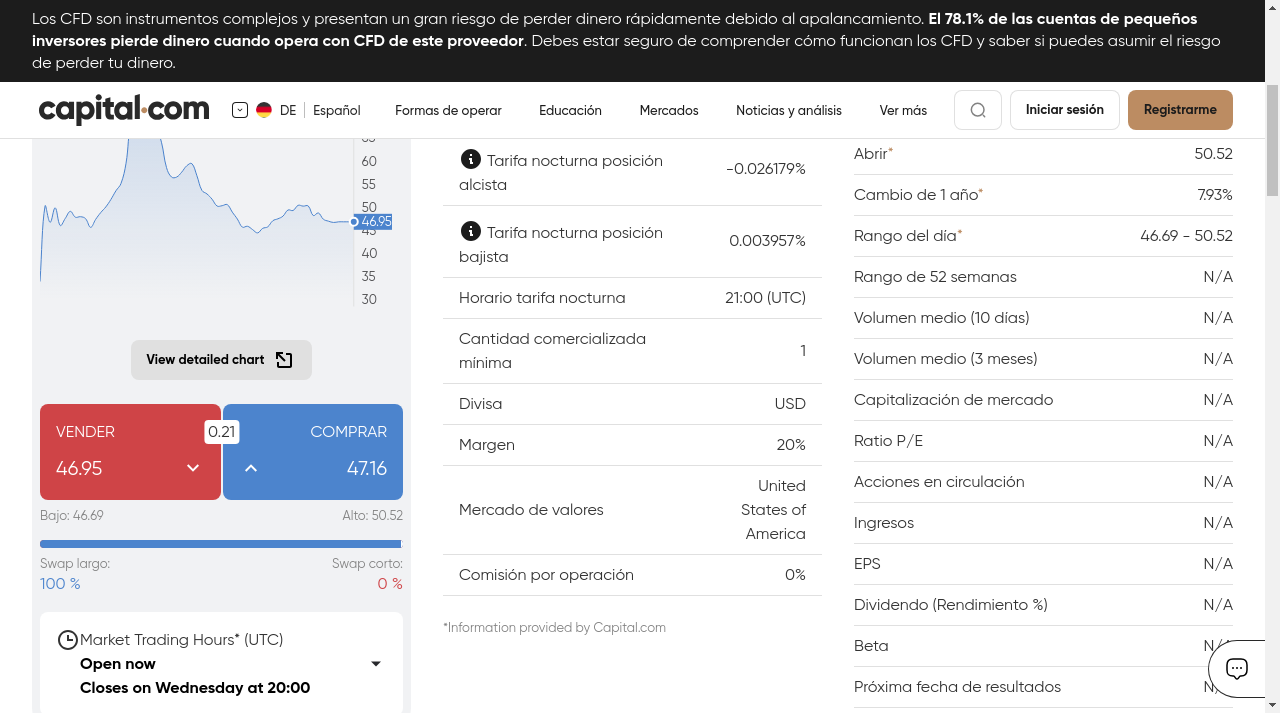 Los CFD son instrumentos complejos y presentan un gran riesgo de perder dinero rápidamente debido al apalancamiento. El 78.1% de las cuentas de pequeños
inversores pierde dinero cuando opera con CFD de este proveedor. Debes estar seguro de comprender cómo funcionan los CFD y saber si puedes asumir el riesgo
de perder tu dinero.
capital.com
DE
Español
Formas de operar
Educación
Mercados
Noticias y análisis
Ver más
Iniciar sesión
Registrarme
65
60
55
50
46.95
45
40
35
30
View detailed chart
VENDER
0.21
COMPRAR
46.95
47.16
Bajo: 46.69
Alto: 50.52
Swap largo:
Swap corto:
100 %
0 %
Market Trading Hours* (UTC)
Open now
Closes on Wednesday at 20:00
Tarifa nocturna posición
alcista
-0.026179%
Tarifa nocturna posición
bajista
0.003957%
Horario tarifa nocturna
21:00 (UTC)
Cantidad comercializada
mínima
1
Divisa
USD
Margen
20%
Mercado de valores
United
States of
America
Comisión por operación
0%
*Information provided by Capital.com
Abrir*
50.52
Cambio de 1 año*
7.93%
Rango del día*
46.69 - 50.52
Rango de 52 semanas
N/A
Volumen medio (10 días)
N/A
Volumen medio (3 meses)
N/A
Capitalización de mercado
N/A
Ratio P/E
N/A
Acciones en circulación
N/A
Ingresos
N/A
EPS
N/A
Dividendo (Rendimiento %)
N/A
Beta
Próxima fecha de resultados